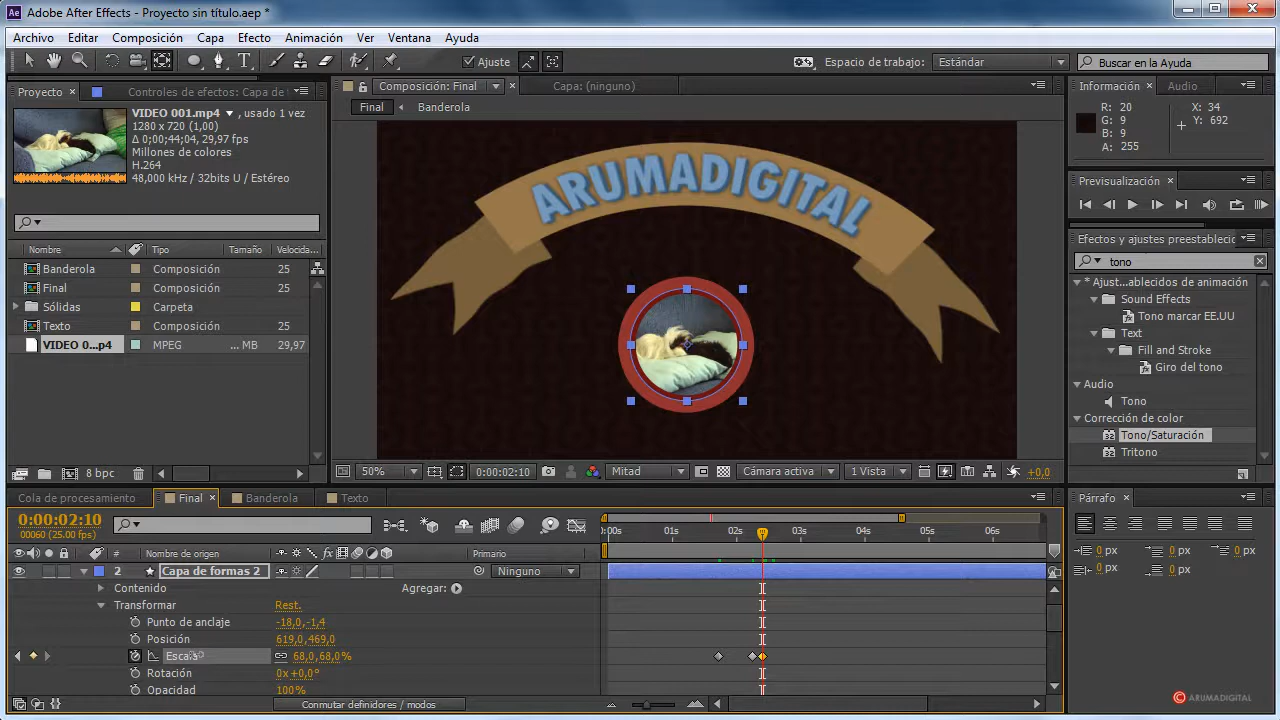 Adobe After Effects - Proyecto sin título.aep *
Archivo Editar Composición Capa Efecto Animación Ver Ventana Ayuda
Ajuste
Espacio de trabajo: Estándar
Buscar en la Ayuda
Proyecto
Controles de efectos: Capa de
VIDEO 001.mp4 , usado 1 vez
1280 x 720 (1,00)
Δ 0;00;44;04, 29,97 fps
Millones de colores
H.264
48,000 kHz / 32bits U / Estéreo
Nombre Tipo Tamaño Velocida...
Banderola Composición 25
Final Composición 25
Sólidas Carpeta
Texto Composición 25
VIDEO 0...p4 MPEG ... MB 29,97
8 bpc
Composición: Final
Capa: (ninguno)
Final Banderola
ARUMADIGITAL
50% 0:00:02:10 Mitad Cámara activa 1 Vista +0,0
Información Audio
R: 20 X: 34
G: 9 Y: 692
B: 9
A: 255
Previsualización
Efectos y ajustes preestablecic
tono
* Ajust...ablecidos de animación
Sound Effects
Tono marcar EE.UU
Text
Fill and Stroke
Giro del tono
Audio
Tono
Corrección de color
Tono/Saturación
Tritono
Párrafo
0 px 0 px 0 px
0 px 0 px
Cola de procesamiento Final Banderola Texto
0:00:02:10
00060 (25.00 fps)
:00s 01s 02s 03s 04s 05s 06s
# Nombre de origen Primario
2 Capa de formas 2 Ninguno
Contenido Agregar:
Transformar Rest.
Punto de anclaje -18,0,-1,4
Posición 619,0,469,0
Escala 68,0,68,0%
Rotación 0x+0,0°
Opacidad 100%
Conmutar definidores / modos
© ARUMADIGITAL